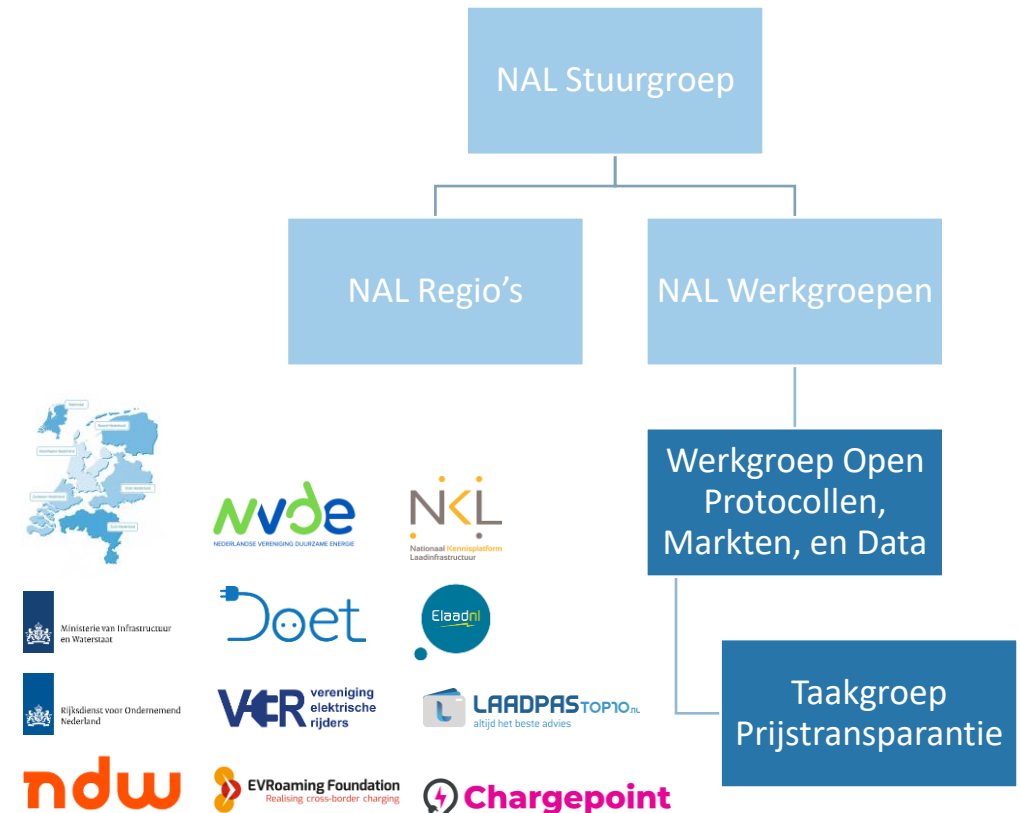 NAL Stuurgroep
NAL Regio's
NAL Werkgroepen
Werkgroep Open
Protocollen,
Markten, en Data
Taakgroep
Prijstransparantie
nvde
NEDERLANDSE VERENIGING DUURZAME ENERGIE
NKL
Nationaal Kennisplatform
Laadinfrastructuur
Ministerie van Infrastructuur
en Waterstaat
Doet
Elaadnl
Rijksdienst voor Ondernemend
Nederland
VER
vereniging
elektrische
rijders
LAADPASTOP10.NL
altijd het beste advies
ndw
EVRoaming Foundation
Realising cross-border charging
Chargepoint